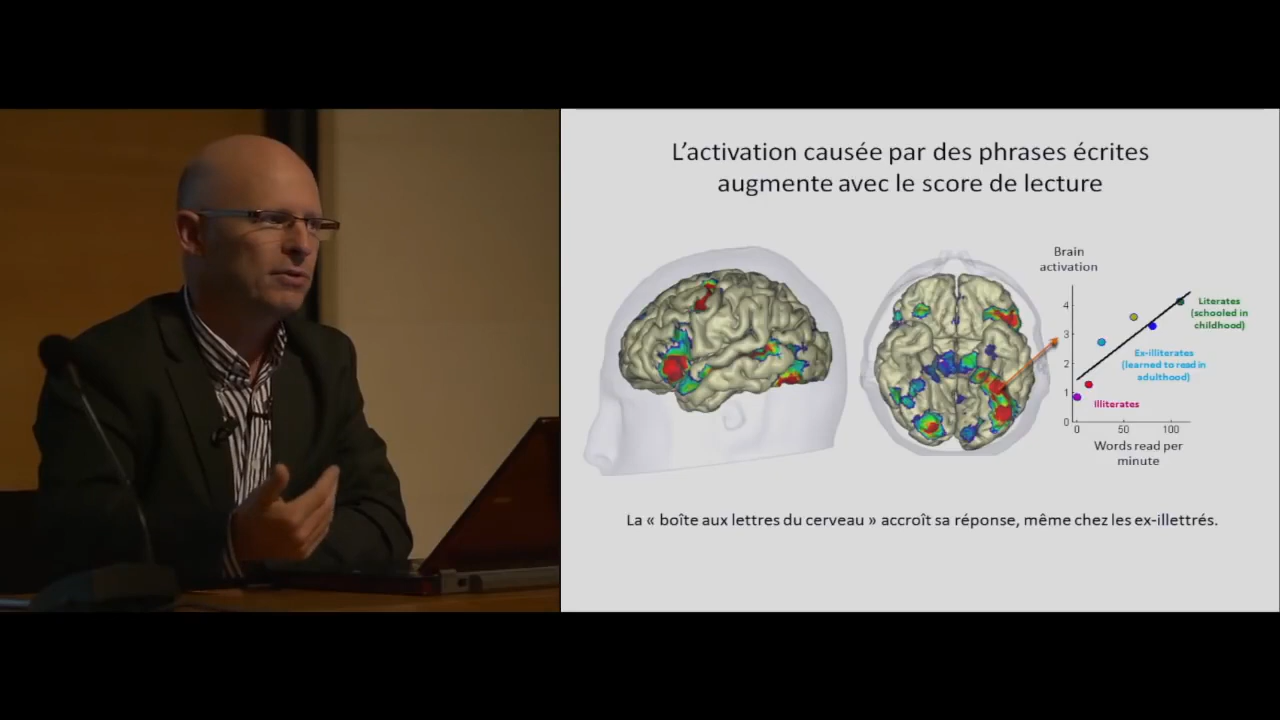 L’activation causée par des phrases écrites
augmente avec le score de lecture
Brain
activation
4
3
2
1
0
0 50 100
Words read per
minute
Literates
(schooled in
childhood)
Ex-illiterates
(learned to read in
adulthood)
Illiterates
La « boîte aux lettres du cerveau » accroît sa réponse, même chez les ex-illettrés.